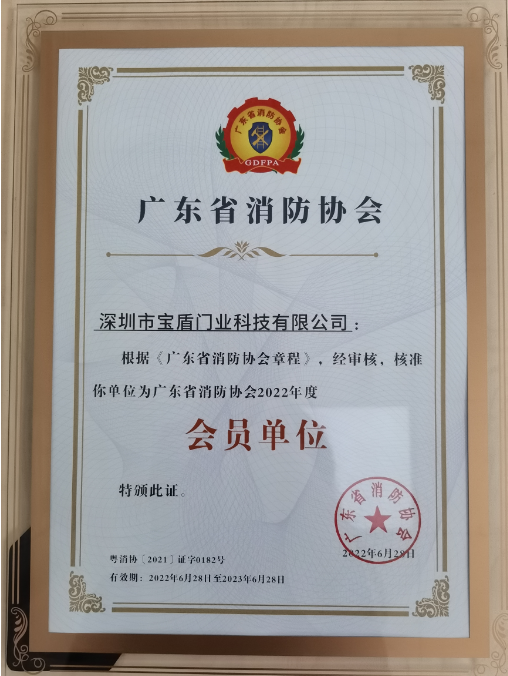 广东省消防协会
GDFPA
广东省消防协会
深圳市宝盾门业科技有限公司：
根据《广东省消防协会章程》，经审核，核准
你单位为广东省消防协会2022年度
会员单位
特颁此证。
广东省消防协会
2022年6月28日
粤消协〔2021〕证字0182号
有效期：2022年6月28日至2023年6月28日